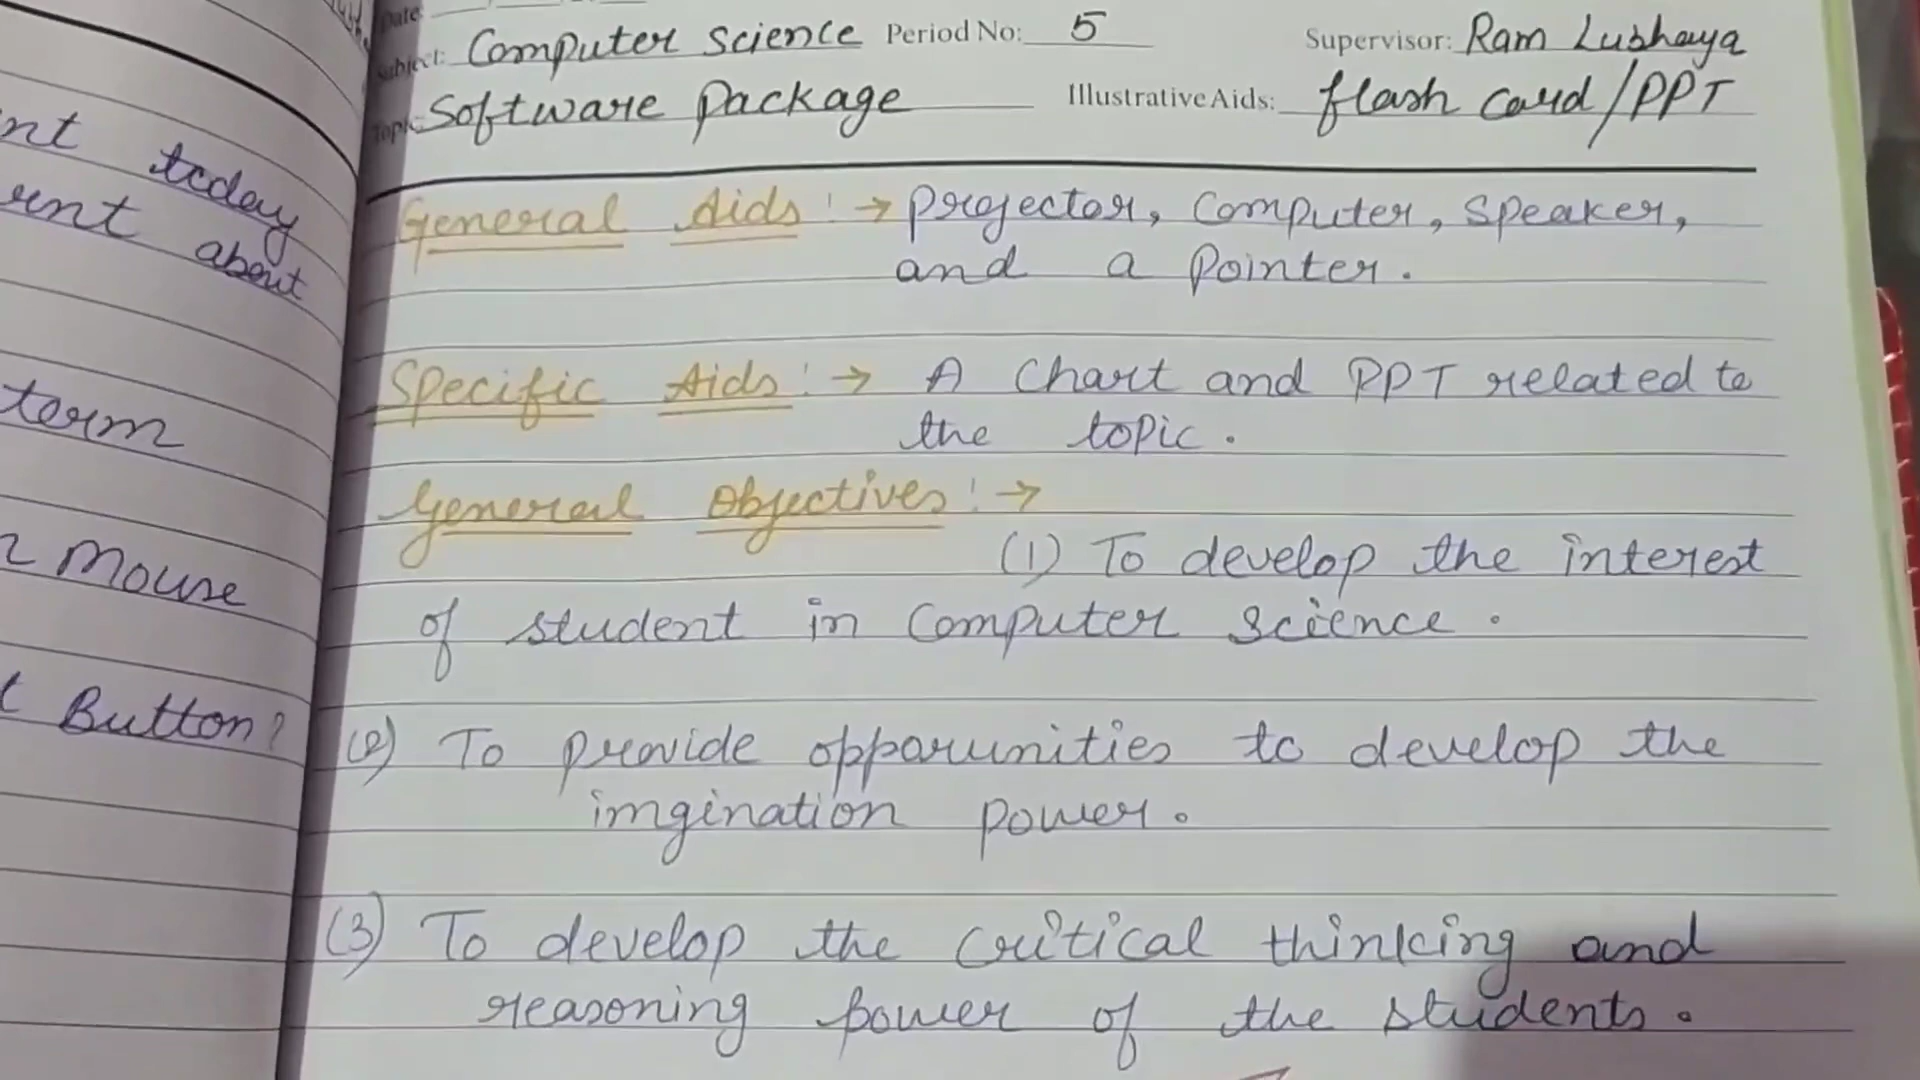 nt today
ent about
term
Mouse
t Button?
Date
Subject: Computer Science Period No: 5 Supervisor: Ram Lubhaya
Topic: Software Package Illustrative Aids: flash card/PPT
General Aids :→ Projector, Computer, Speaker,
and a Pointer.
Specific Aids :→ A Chart and PPT related to
the topic.
General Objectives :→
(1) To develop the interest
of student in Computer Science.
(2) To provide opparunities to develop the
imgination power.
(3) To develop the critical thinking and
reasoning power of the students.